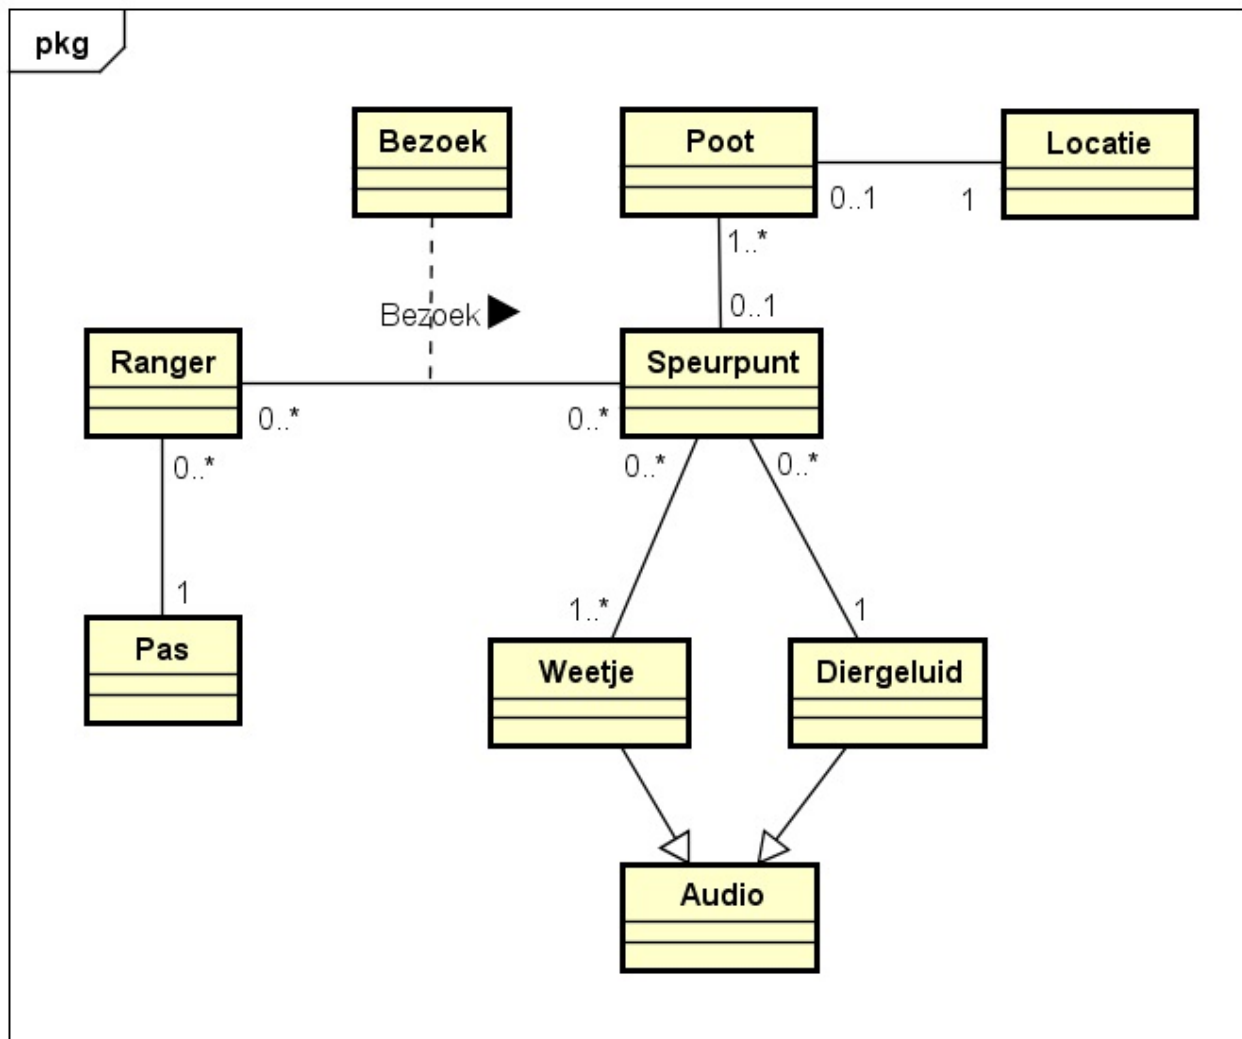 pkg
Bezoek
Poot
Locatie
0..1
1
1..*
Bezoek
0..1
Ranger
Speurpunt
0..*
0..*
0..*
0..*
0..*
1
1..*
1
Pas
Weetje
Diergeluid
Audio